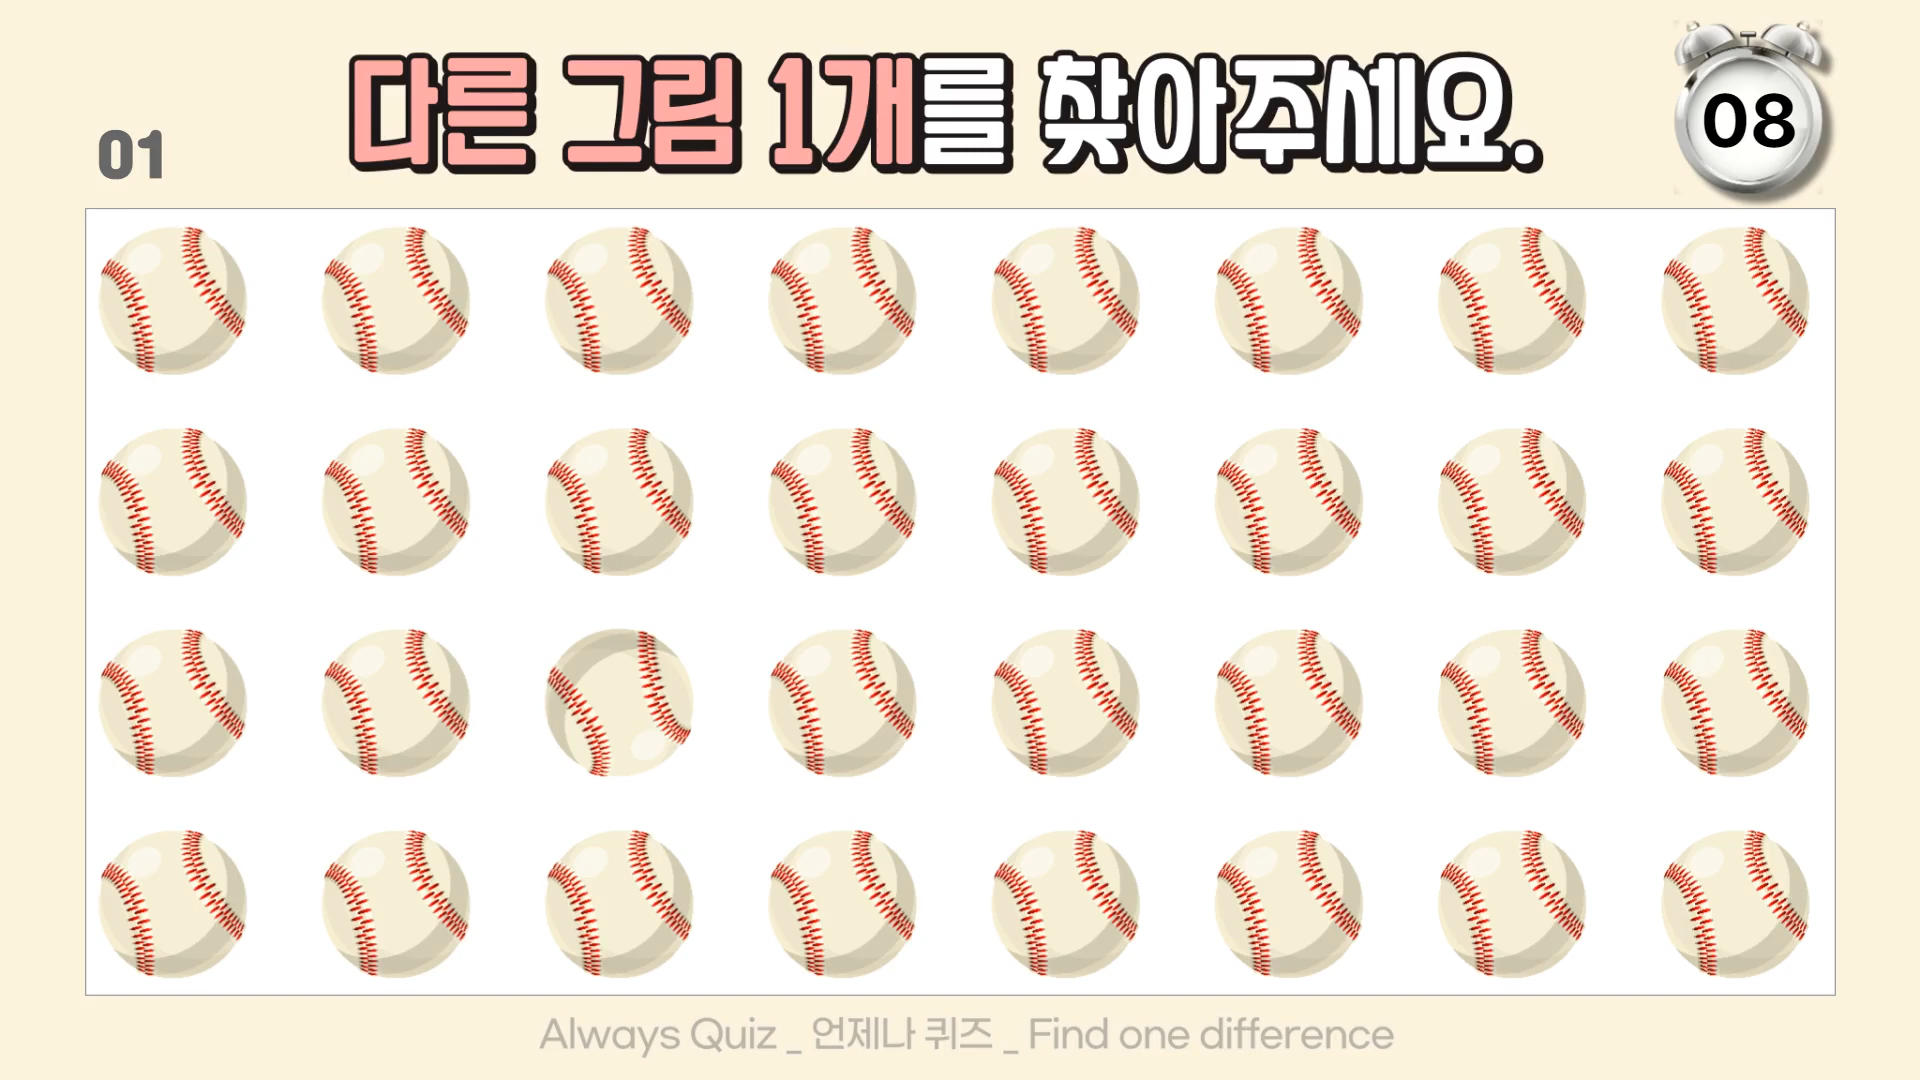 다른 그림 1개를 찾아주세요.
01
08
Always Quiz _ 언제나 퀴즈 _ Find one difference